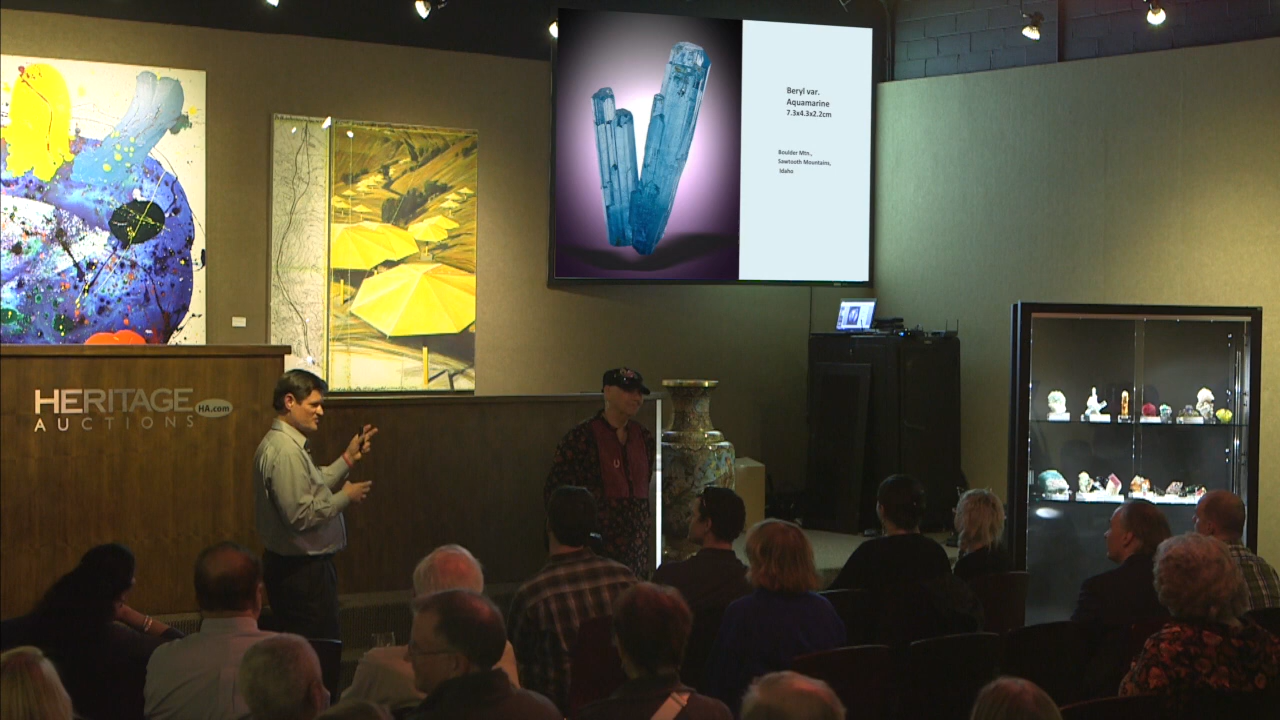 Beryl var.
Aquamarine
7.3x4.3x2.2cm
Boulder Mtn.,
Sawtooth Mountains,
Idaho
HERITAGE
HA.com
AUCTIONS